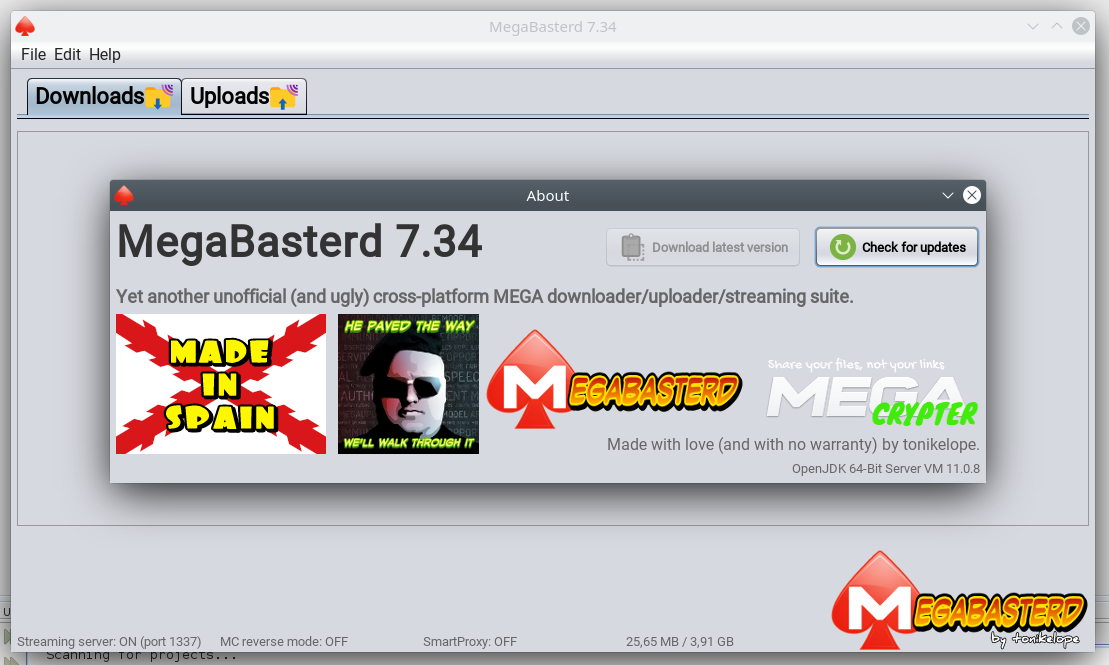 MegaBasterd 7.34
File Edit Help
Downloads Uploads
About
MegaBasterd 7.34
Download latest version
Check for updates
Yet another unofficial (and ugly) cross-platform MEGA downloader/uploader/streaming suite.
MADE
IN
SPAIN
HE PAVED THE WAY
WE'LL WALK THROUGH IT
MEGABASTERD
Share your files, not your links
MEGA
CRYPTER
Made with love (and with no warranty) by tonikelope.
OpenJDK 64-Bit Server VM 11.0.8
MEGABASTERD
by tonikelope
Streaming server: ON (port 1337) MC reverse mode: OFF SmartProxy: OFF 25,65 MB / 3,91 GB
Scanning for projects...